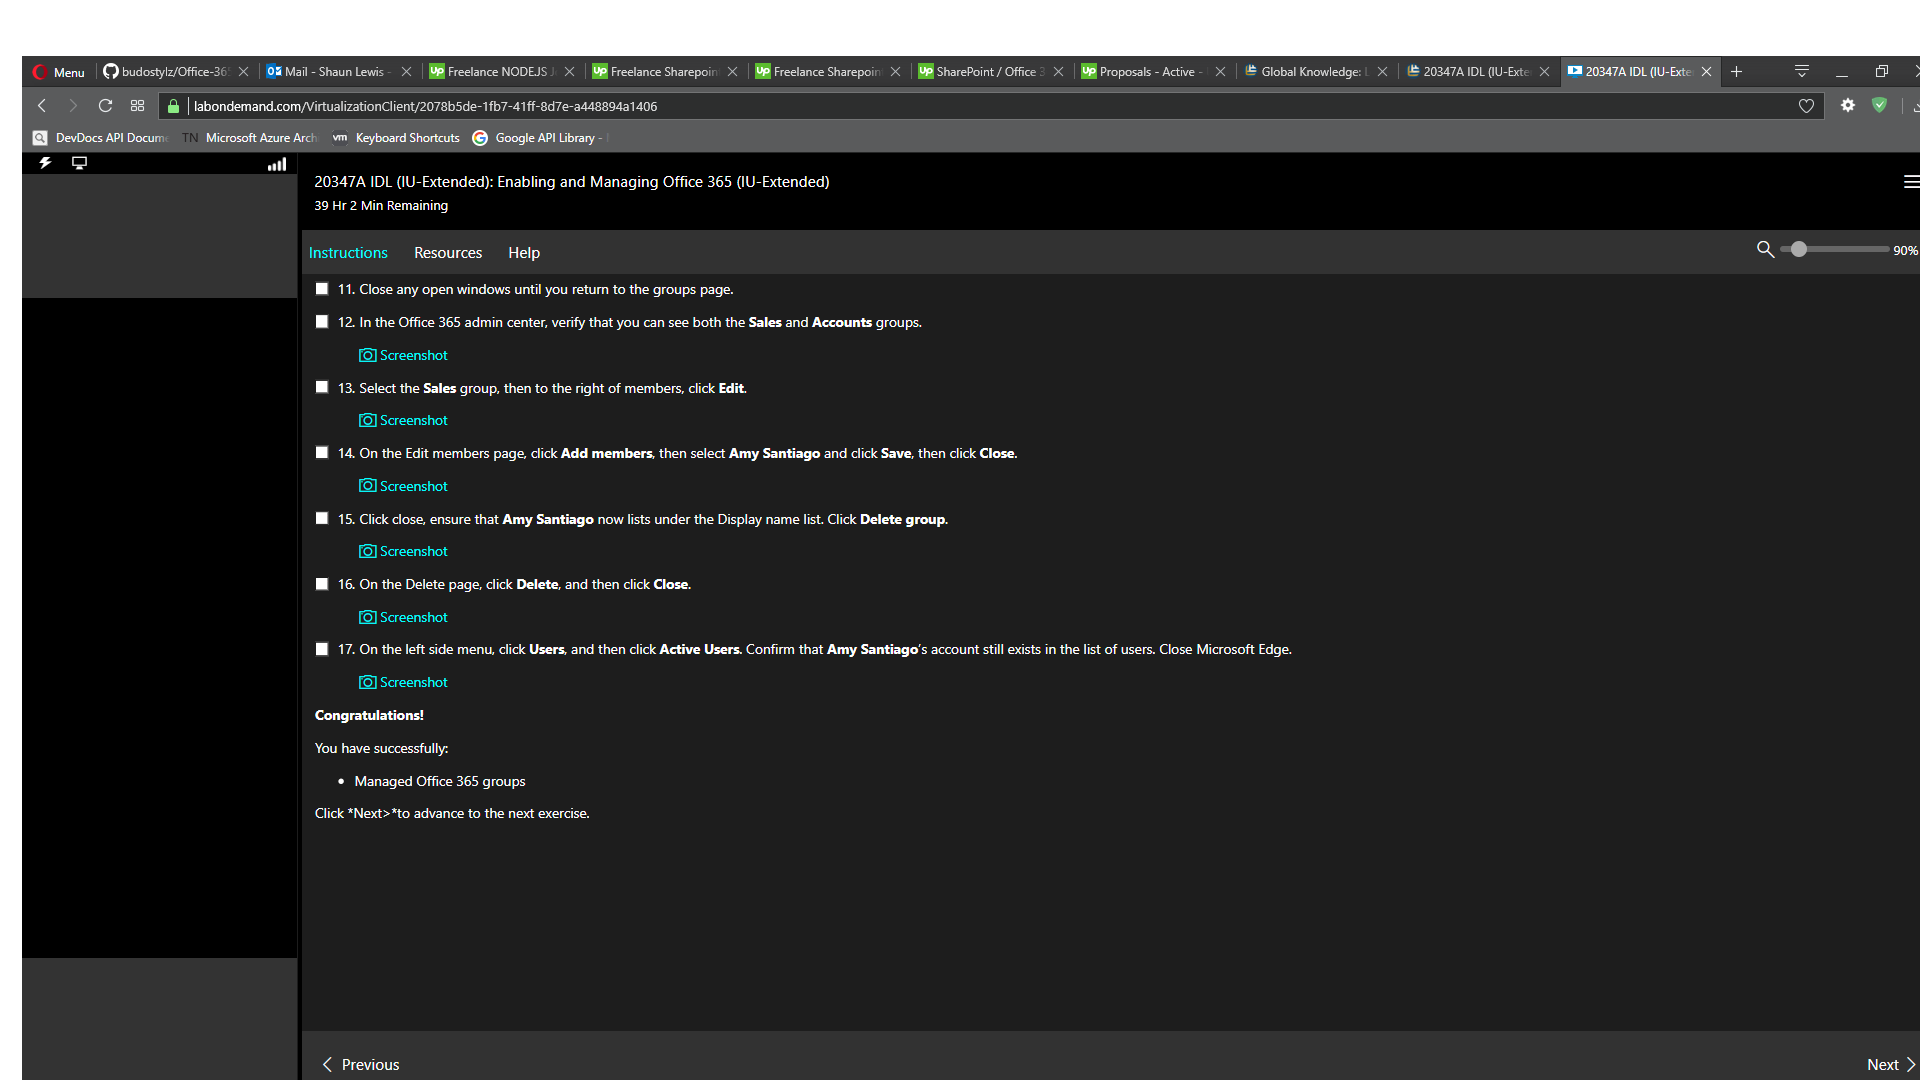 Menu budostylz/Office-365 Mail - Shaun Lewis - Freelance NODEJS Freelance Sharepoint Freelance Sharepoint SharePoint / Office 3 Proposals - Active - Global Knowledge: 20347A IDL (IU-Exte 20347A IDL (IU-Exte
labondemand.com/VirtualizationClient/2078b5de-1fb7-41ff-8d7e-a448894a1406
DevDocs API Docum TN Microsoft Azure Arch vm Keyboard Shortcuts Google API Library -
20347A IDL (IU-Extended): Enabling and Managing Office 365 (IU-Extended)
39 Hr 2 Min Remaining
Instructions Resources Help 90%
11. Close any open windows until you return to the groups page.
12. In the Office 365 admin center, verify that you can see both the Sales and Accounts groups.
Screenshot
13. Select the Sales group, then to the right of members, click Edit.
Screenshot
14. On the Edit members page, click Add members, then select Amy Santiago and click Save, then click Close.
Screenshot
15. Click close, ensure that Amy Santiago now lists under the Display name list. Click Delete group.
Screenshot
16. On the Delete page, click Delete, and then click Close.
Screenshot
17. On the left side menu, click Users, and then click Active Users. Confirm that Amy Santiago's account still exists in the list of users. Close Microsoft Edge.
Screenshot
Congratulations!
You have successfully:
• Managed Office 365 groups
Click *Next>*to advance to the next exercise.
Previous Next